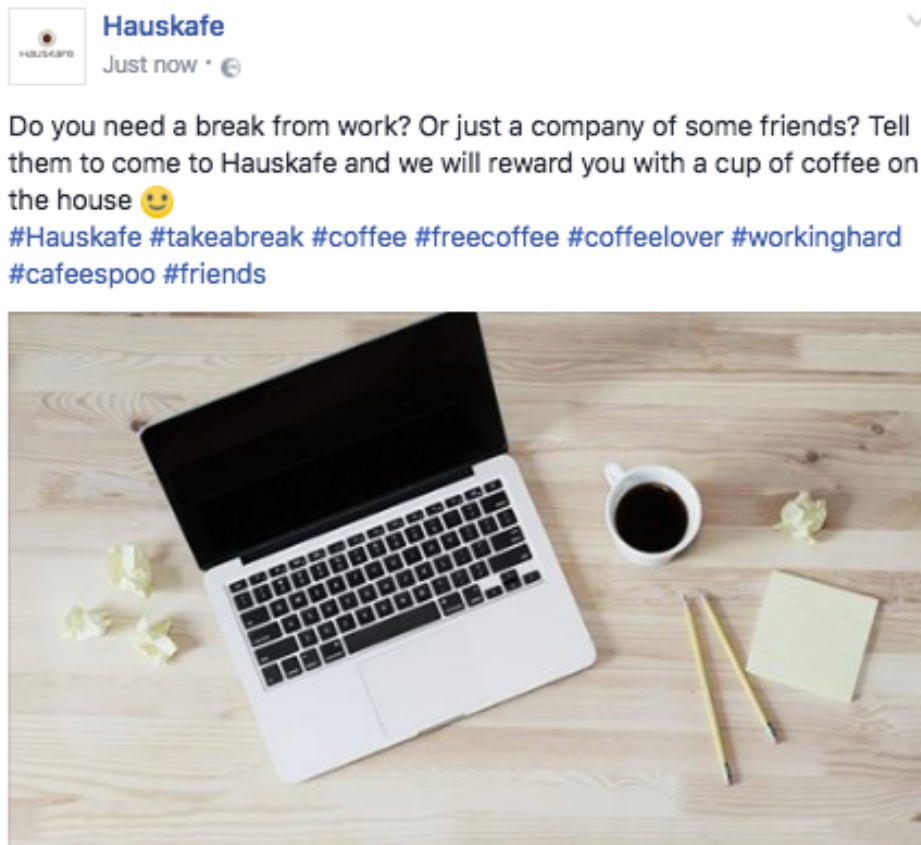 Hauskafe
HAUSKAFE
Just now
Do you need a break from work? Or just a company of some friends? Tell
them to come to Hauskafe and we will reward you with a cup of coffee on
the house 🙂
#Hauskafe #takeabreak #coffee #freecoffee #coffeelover #workinghard
#cafeespoo #friends